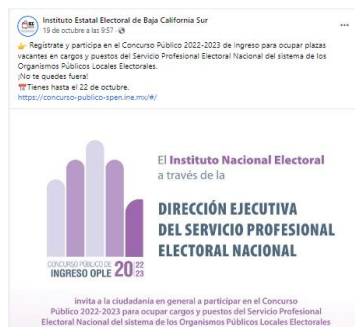 Instituto Estatal Electoral de Baja California Sur
19 de octubre a las 9:57 ·
👉 Regístrate y participa en el Concurso Público 2022-2023 de Ingreso para ocupar plazas
vacantes en cargos y puestos del Servicio Profesional Electoral Nacional del sistema de los
Organismos Públicos Locales Electorales.
¡No te quedes fuera!
📅Tienes hasta el 22 de octubre.
https://concurso-publico-spen.ine.mx/#/
El Instituto Nacional Electoral
a través de la
DIRECCIÓN EJECUTIVA
DEL SERVICIO PROFESIONAL
ELECTORAL NACIONAL
CONCURSO PÚBLICO DE
INGRESO OPLE 2022 23
invita a la ciudadanía en general a participar en el Concurso
Público 2022-2023 para ocupar cargos y puestos del Servicio Profesional
Electoral Nacional del sistema de los Organismos Públicos Locales Electorales